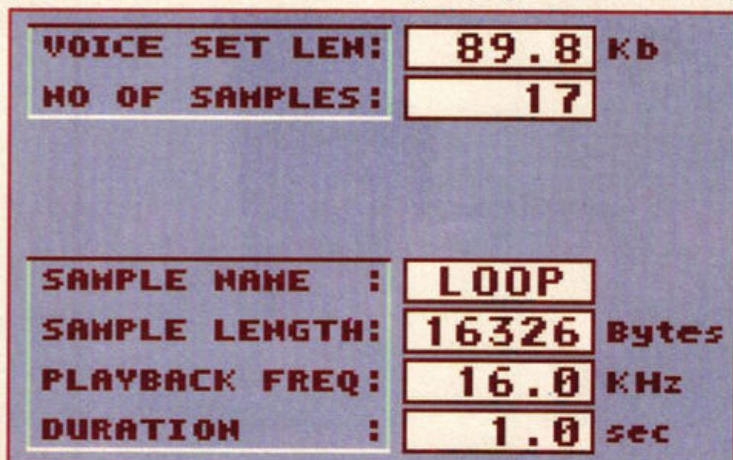 VOICE SET LEN: 89.8 Kb
NO OF SAMPLES: 17
SAMPLE NAME : LOOP
SAMPLE LENGTH: 16326 Bytes
PLAYBACK FREQ: 16.0 KHz
DURATION : 1.0 sec